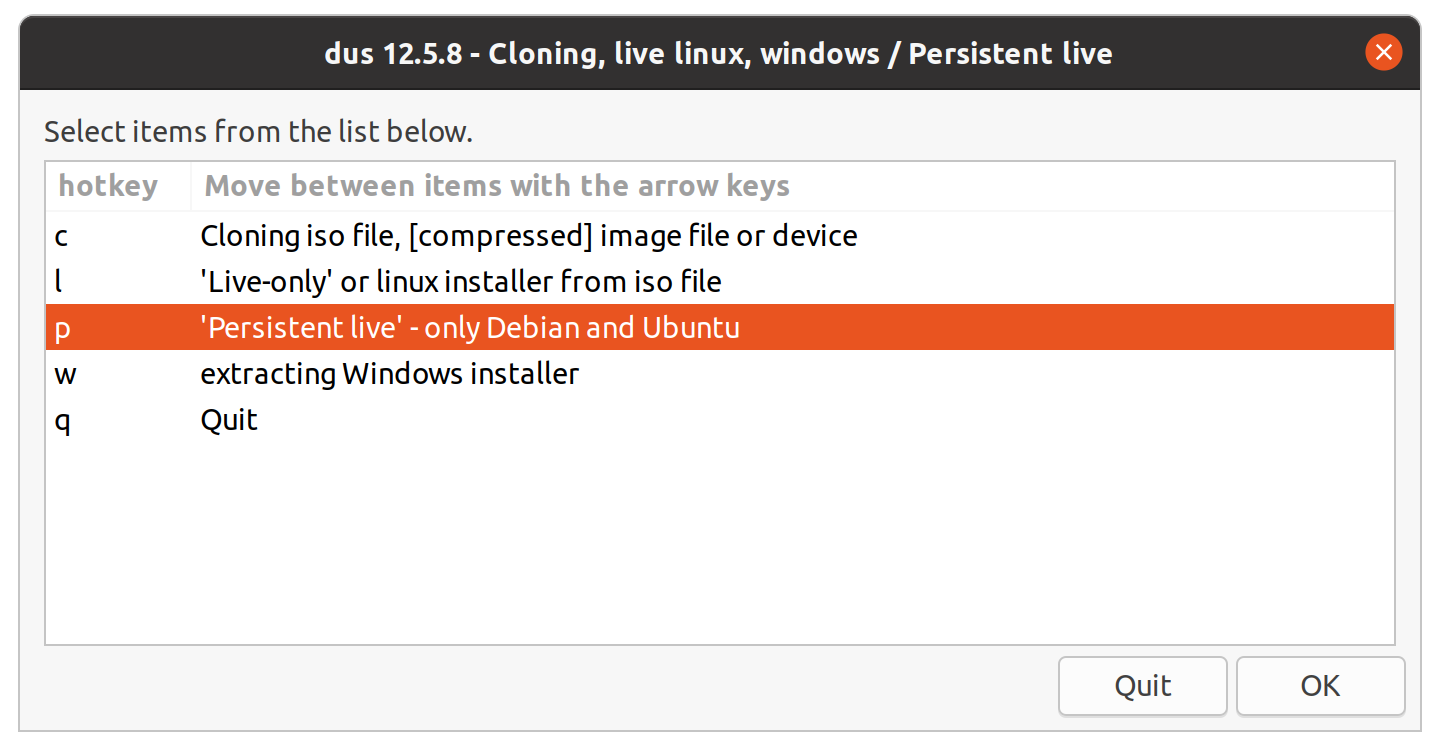 dus 12.5.8 - Cloning, live linux, windows / Persistent live
Select items from the list below.
hotkey Move between items with the arrow keys
c Cloning iso file, [compressed] image file or device
l 'Live-only' or linux installer from iso file
p 'Persistent live' - only Debian and Ubuntu
w extracting Windows installer
q Quit
Quit OK